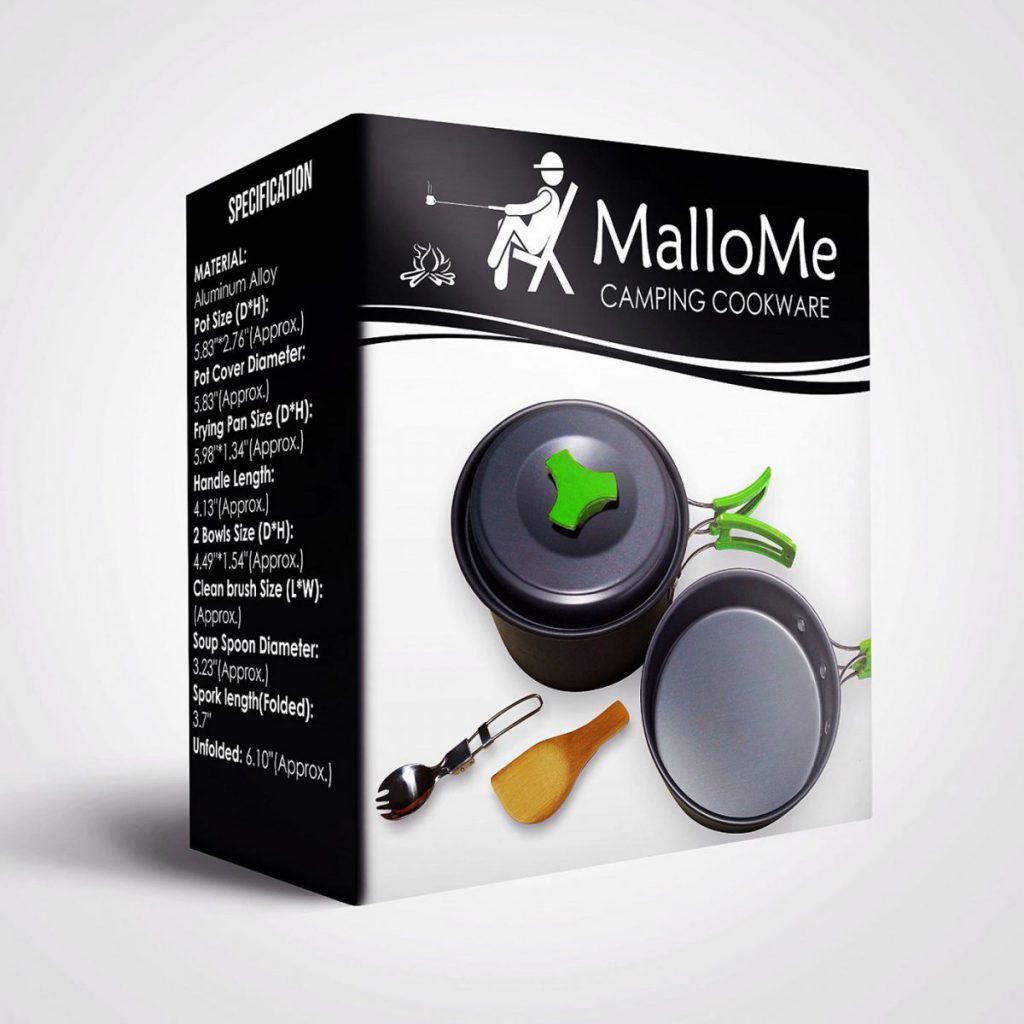 SPECIFICATION
MATERIAL:
Aluminum Alloy
Pot Size (D*H):
5.83"*2.76"(Approx.)
Pot Cover Diameter:
5.83"(Approx.)
Frying Pan Size (D*H):
5.98"*1.34"(Approx.)
Handle Length:
4.13"(Approx.)
2 Bowls Size (D*H):
4.49"*1.54"(Approx.)
Clean brush Size (L*W):
(Approx.)
Soup Spoon Diameter:
3.23"(Approx.)
Spork length(Folded):
3.7"
Unfolded: 6.10"(Approx.)
MalloMe
CAMPING COOKWARE